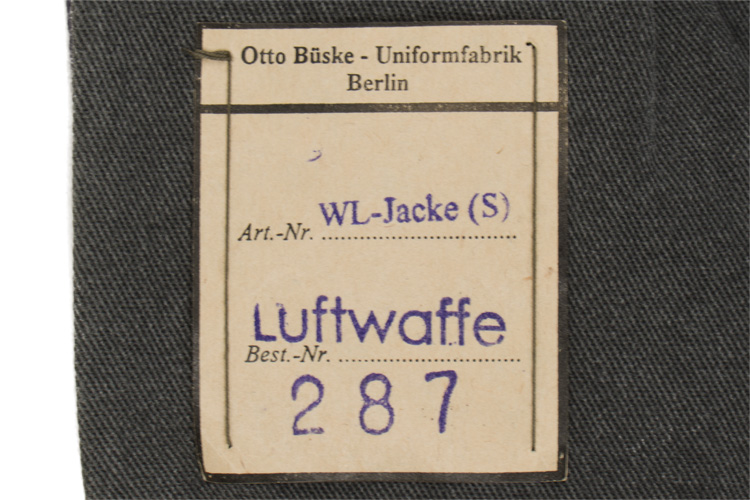 Otto Büske - Uniformfabrik
Berlin
WL-Jacke (S)
Art.-Nr. ................................
Luftwaffe
Best.-Nr. ..............................
287